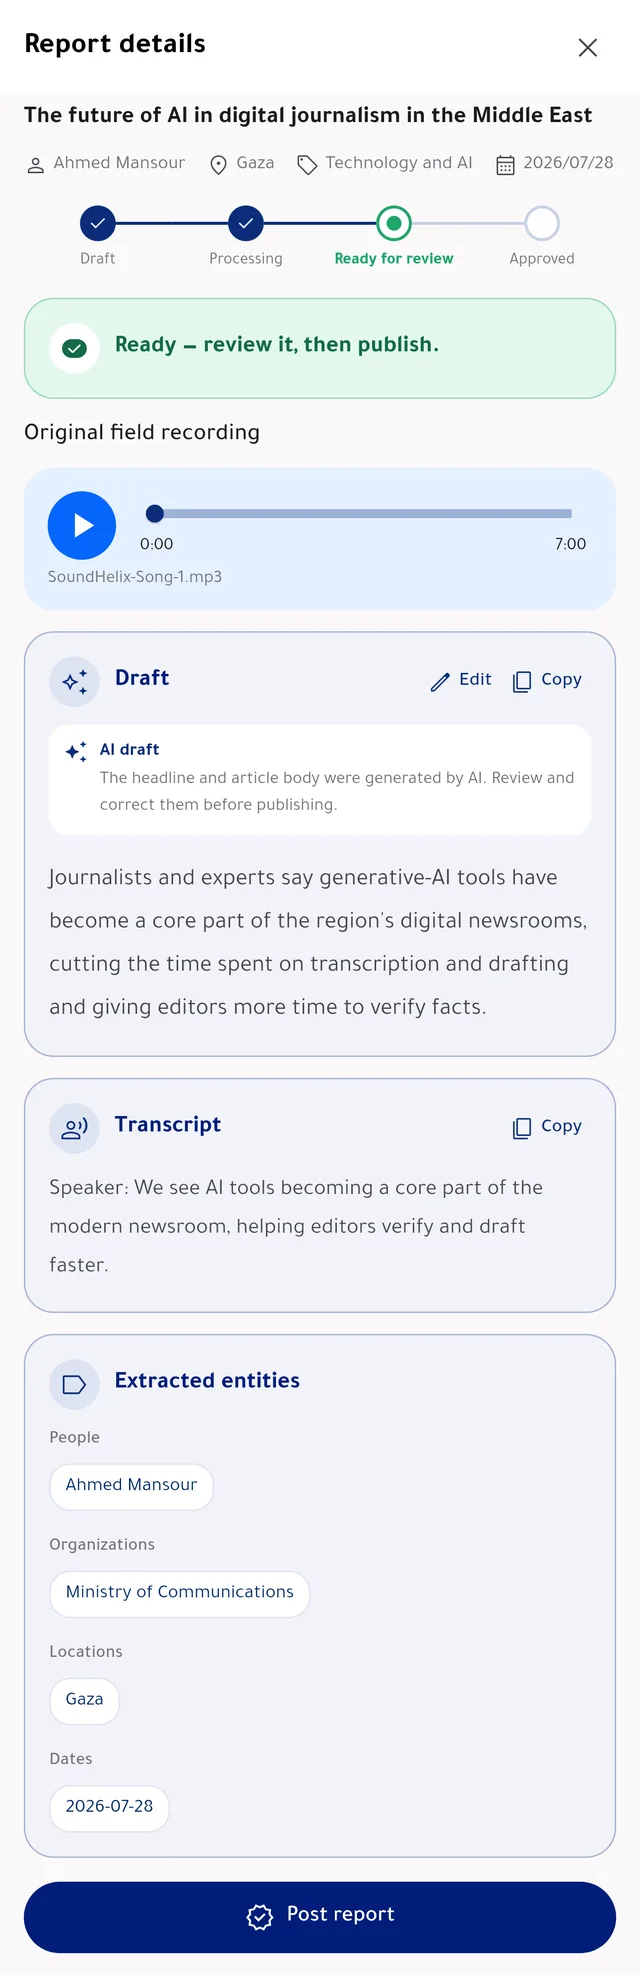 Report details
The future of AI in digital journalism in the Middle East
Ahmed Mansour Gaza Technology and AI 2026/07/28
Draft Processing Ready for review Approved
Ready – review it, then publish.
Original field recording
0:00 7:00
SoundHelix-Song-1.mp3
Draft Edit Copy
AI draft
The headline and article body were generated by AI. Review and
correct them before publishing.
Journalists and experts say generative-AI tools have
become a core part of the region's digital newsrooms,
cutting the time spent on transcription and drafting
and giving editors more time to verify facts.
Transcript Copy
Speaker: We see AI tools becoming a core part of the
modern newsroom, helping editors verify and draft
faster.
Extracted entities
People
Ahmed Mansour
Organizations
Ministry of Communications
Locations
Gaza
Dates
2026-07-28
Post report